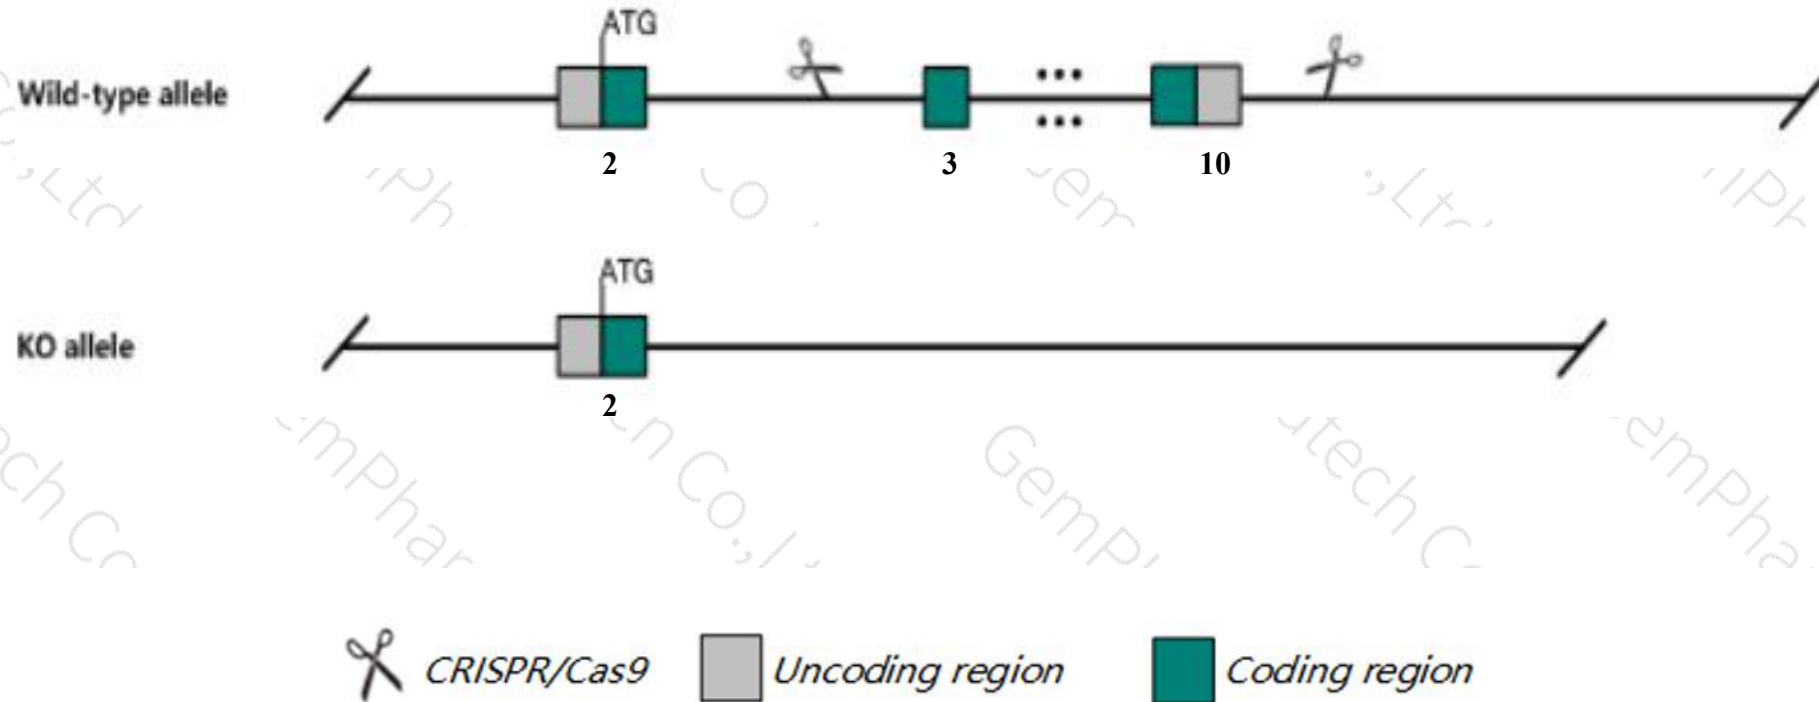 ATG
Wild-type allele
2 3 10
ATG
KO allele
2
CRISPR/Cas9 Uncoding region Coding region